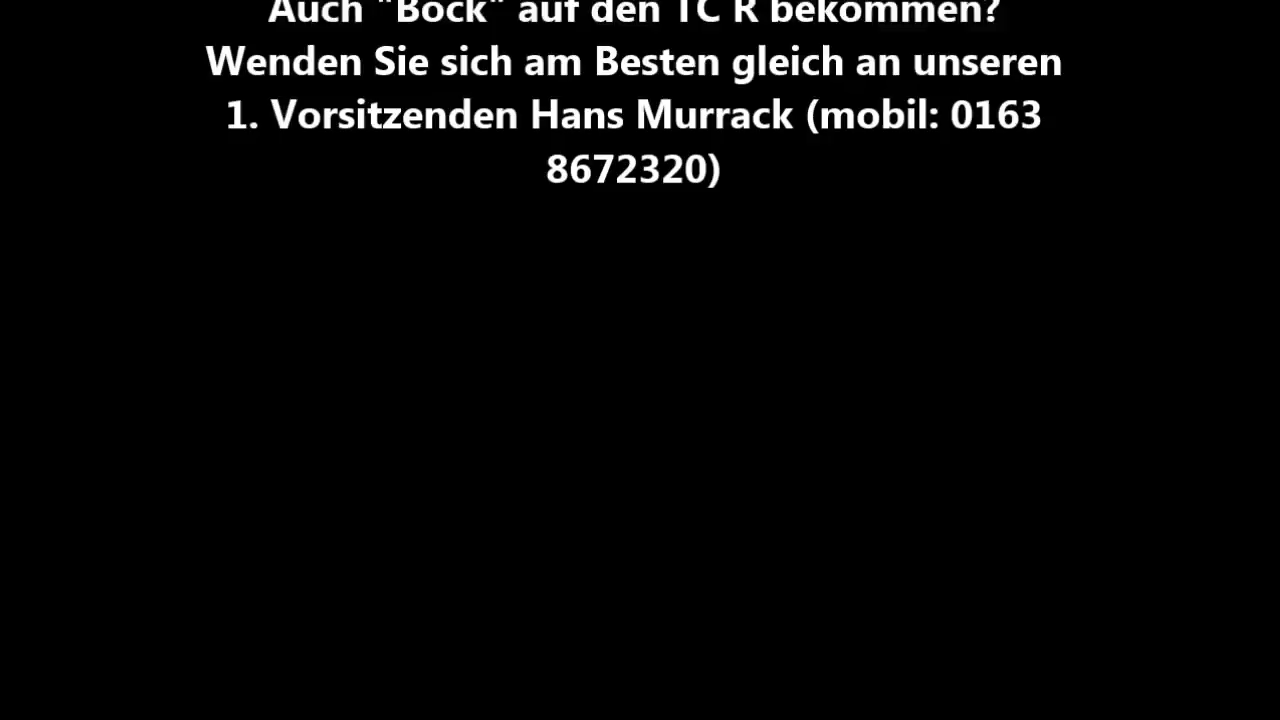 Auch "Bock" auf den TC R bekommen?
Wenden Sie sich am Besten gleich an unseren
1. Vorsitzenden Hans Murrack (mobil: 0163
8672320)